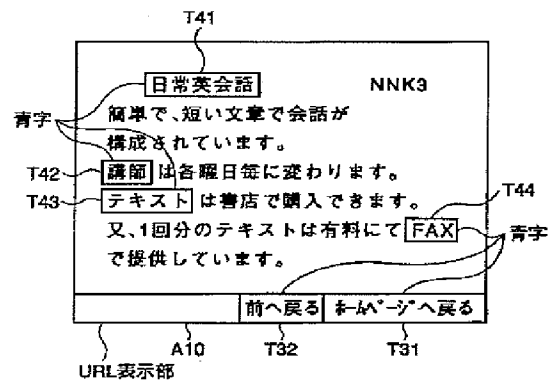 T41
日常英会話 NNK3
青字
簡単で、短い文章で会話が
構成されています。
T42 講師 は各曜日毎に変わります。
T43 テキスト は書店で購入できます。
T44
又、1回分のテキストは有料にて FAX 青字
で提供しています。
前へ戻る ホームページへ戻る
A10 T32 T31
URL表示部